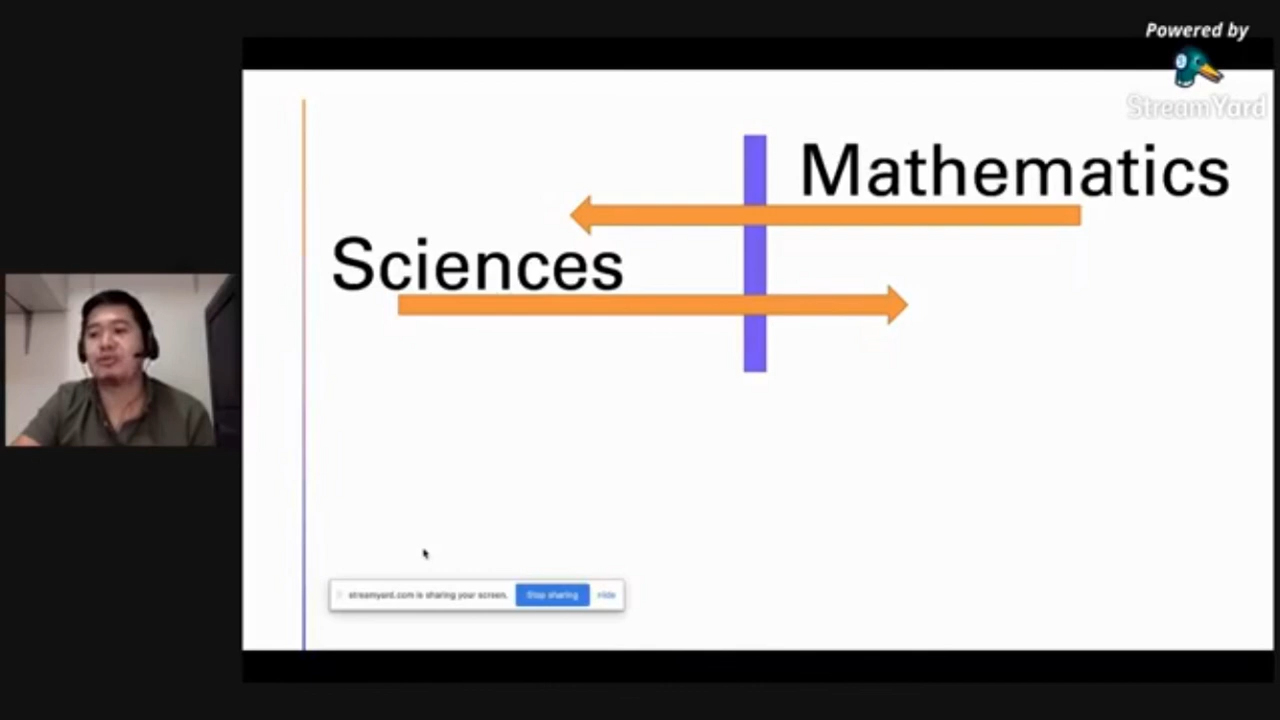 Powered by
StreamYard
Mathematics
Sciences
streamyard.com is sharing your screen.
Stop sharing
Hide